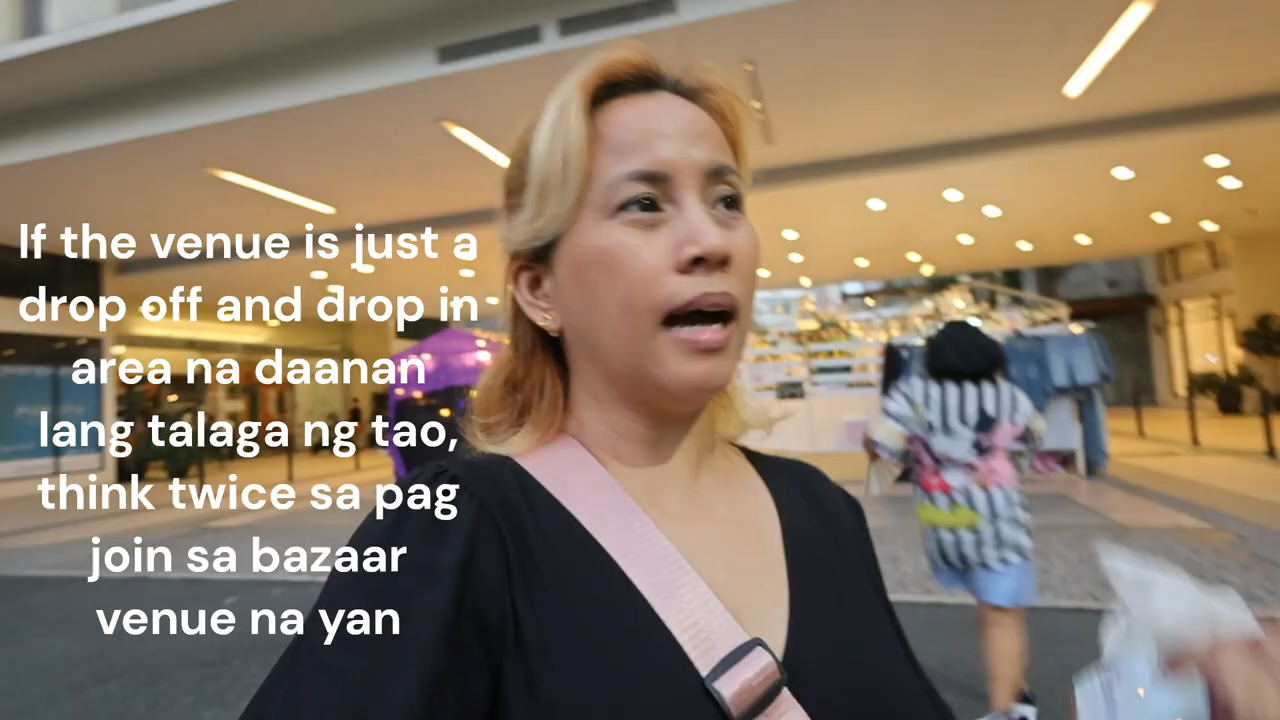 If the venue is just a
drop off and drop in
area na daanan
lang talaga ng tao,
think twice sa pag
join sa bazaar
venue na yan